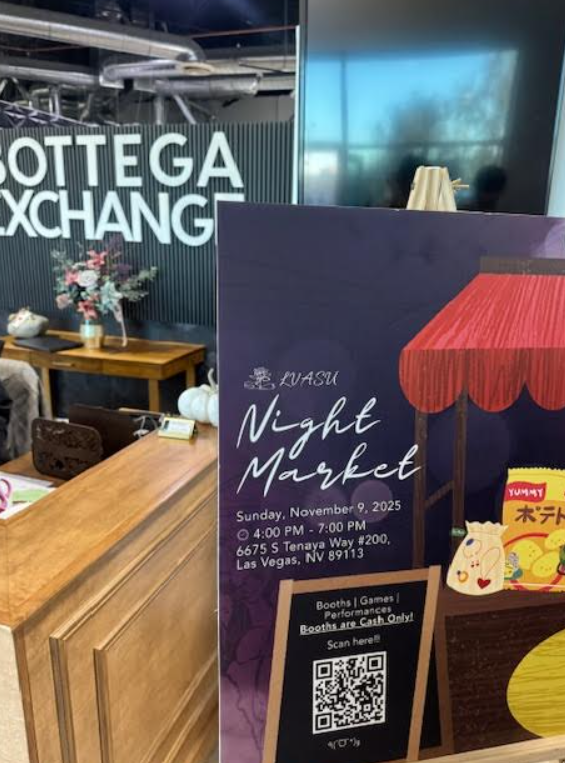 BOTTEGA
EXCHANGE
LVASU
Night
Market
Sunday, November 9, 2025
4:00 PM - 7:00 PM
6675 S Tenaya Way #200,
Las Vegas, NV 89113
YUMMY
ポテト
Booths | Games |
Performances
Booths are Cash Only!
Scan here!!!